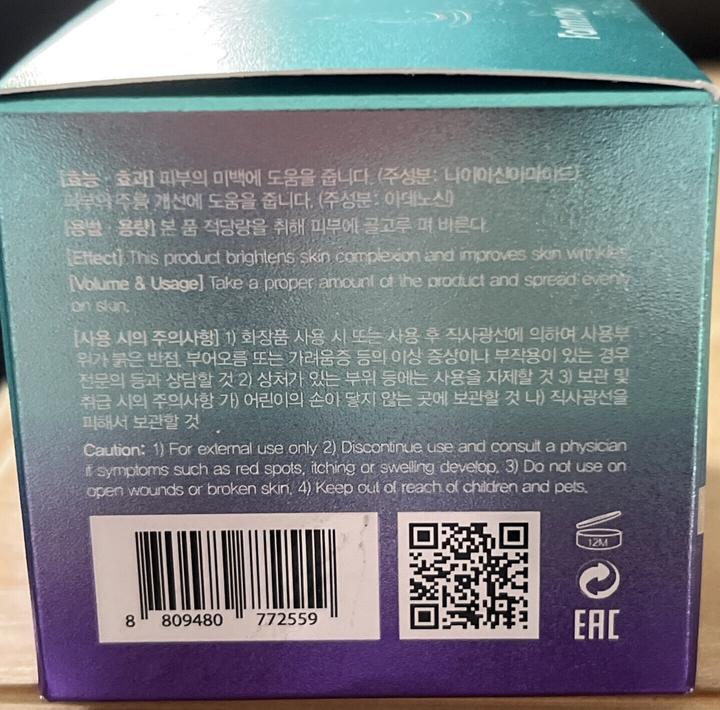 [효능 · 효과] 피부의 미백에 도움을 줍니다. (주성분: 나이아신아마이드)
피부의 주름 개선에 도움을 줍니다. (주성분: 아데노신)
[용법 · 용량] 본 품 적당량을 취해 피부에 골고루 펴 바른다.
[Effect] This product brightens skin complexion and improves skin wrinkles.
[Volume & Usage] Take a proper amount of the product and spread evenly
on skin.
[사용 시의 주의사항] 1) 화장품 사용 시 또는 사용 후 직사광선에 의하여 사용부
위가 붉은 반점, 부어오름 또는 가려움증 등의 이상 증상이나 부작용이 있는 경우
전문의 등과 상담할 것 2) 상처가 있는 부위 등에는 사용을 자제할 것 3) 보관 및
취급 시의 주의사항 가) 어린이의 손이 닿지 않는 곳에 보관할 것 나) 직사광선을
피해서 보관할 것
Caution: 1) For external use only 2) Discontinue use and consult a physician
if symptoms such as red spots, itching or swelling develop. 3) Do not use on
open wounds or broken skin. 4) Keep out of reach of children and pets.
12M
8 809480 772559
EAC